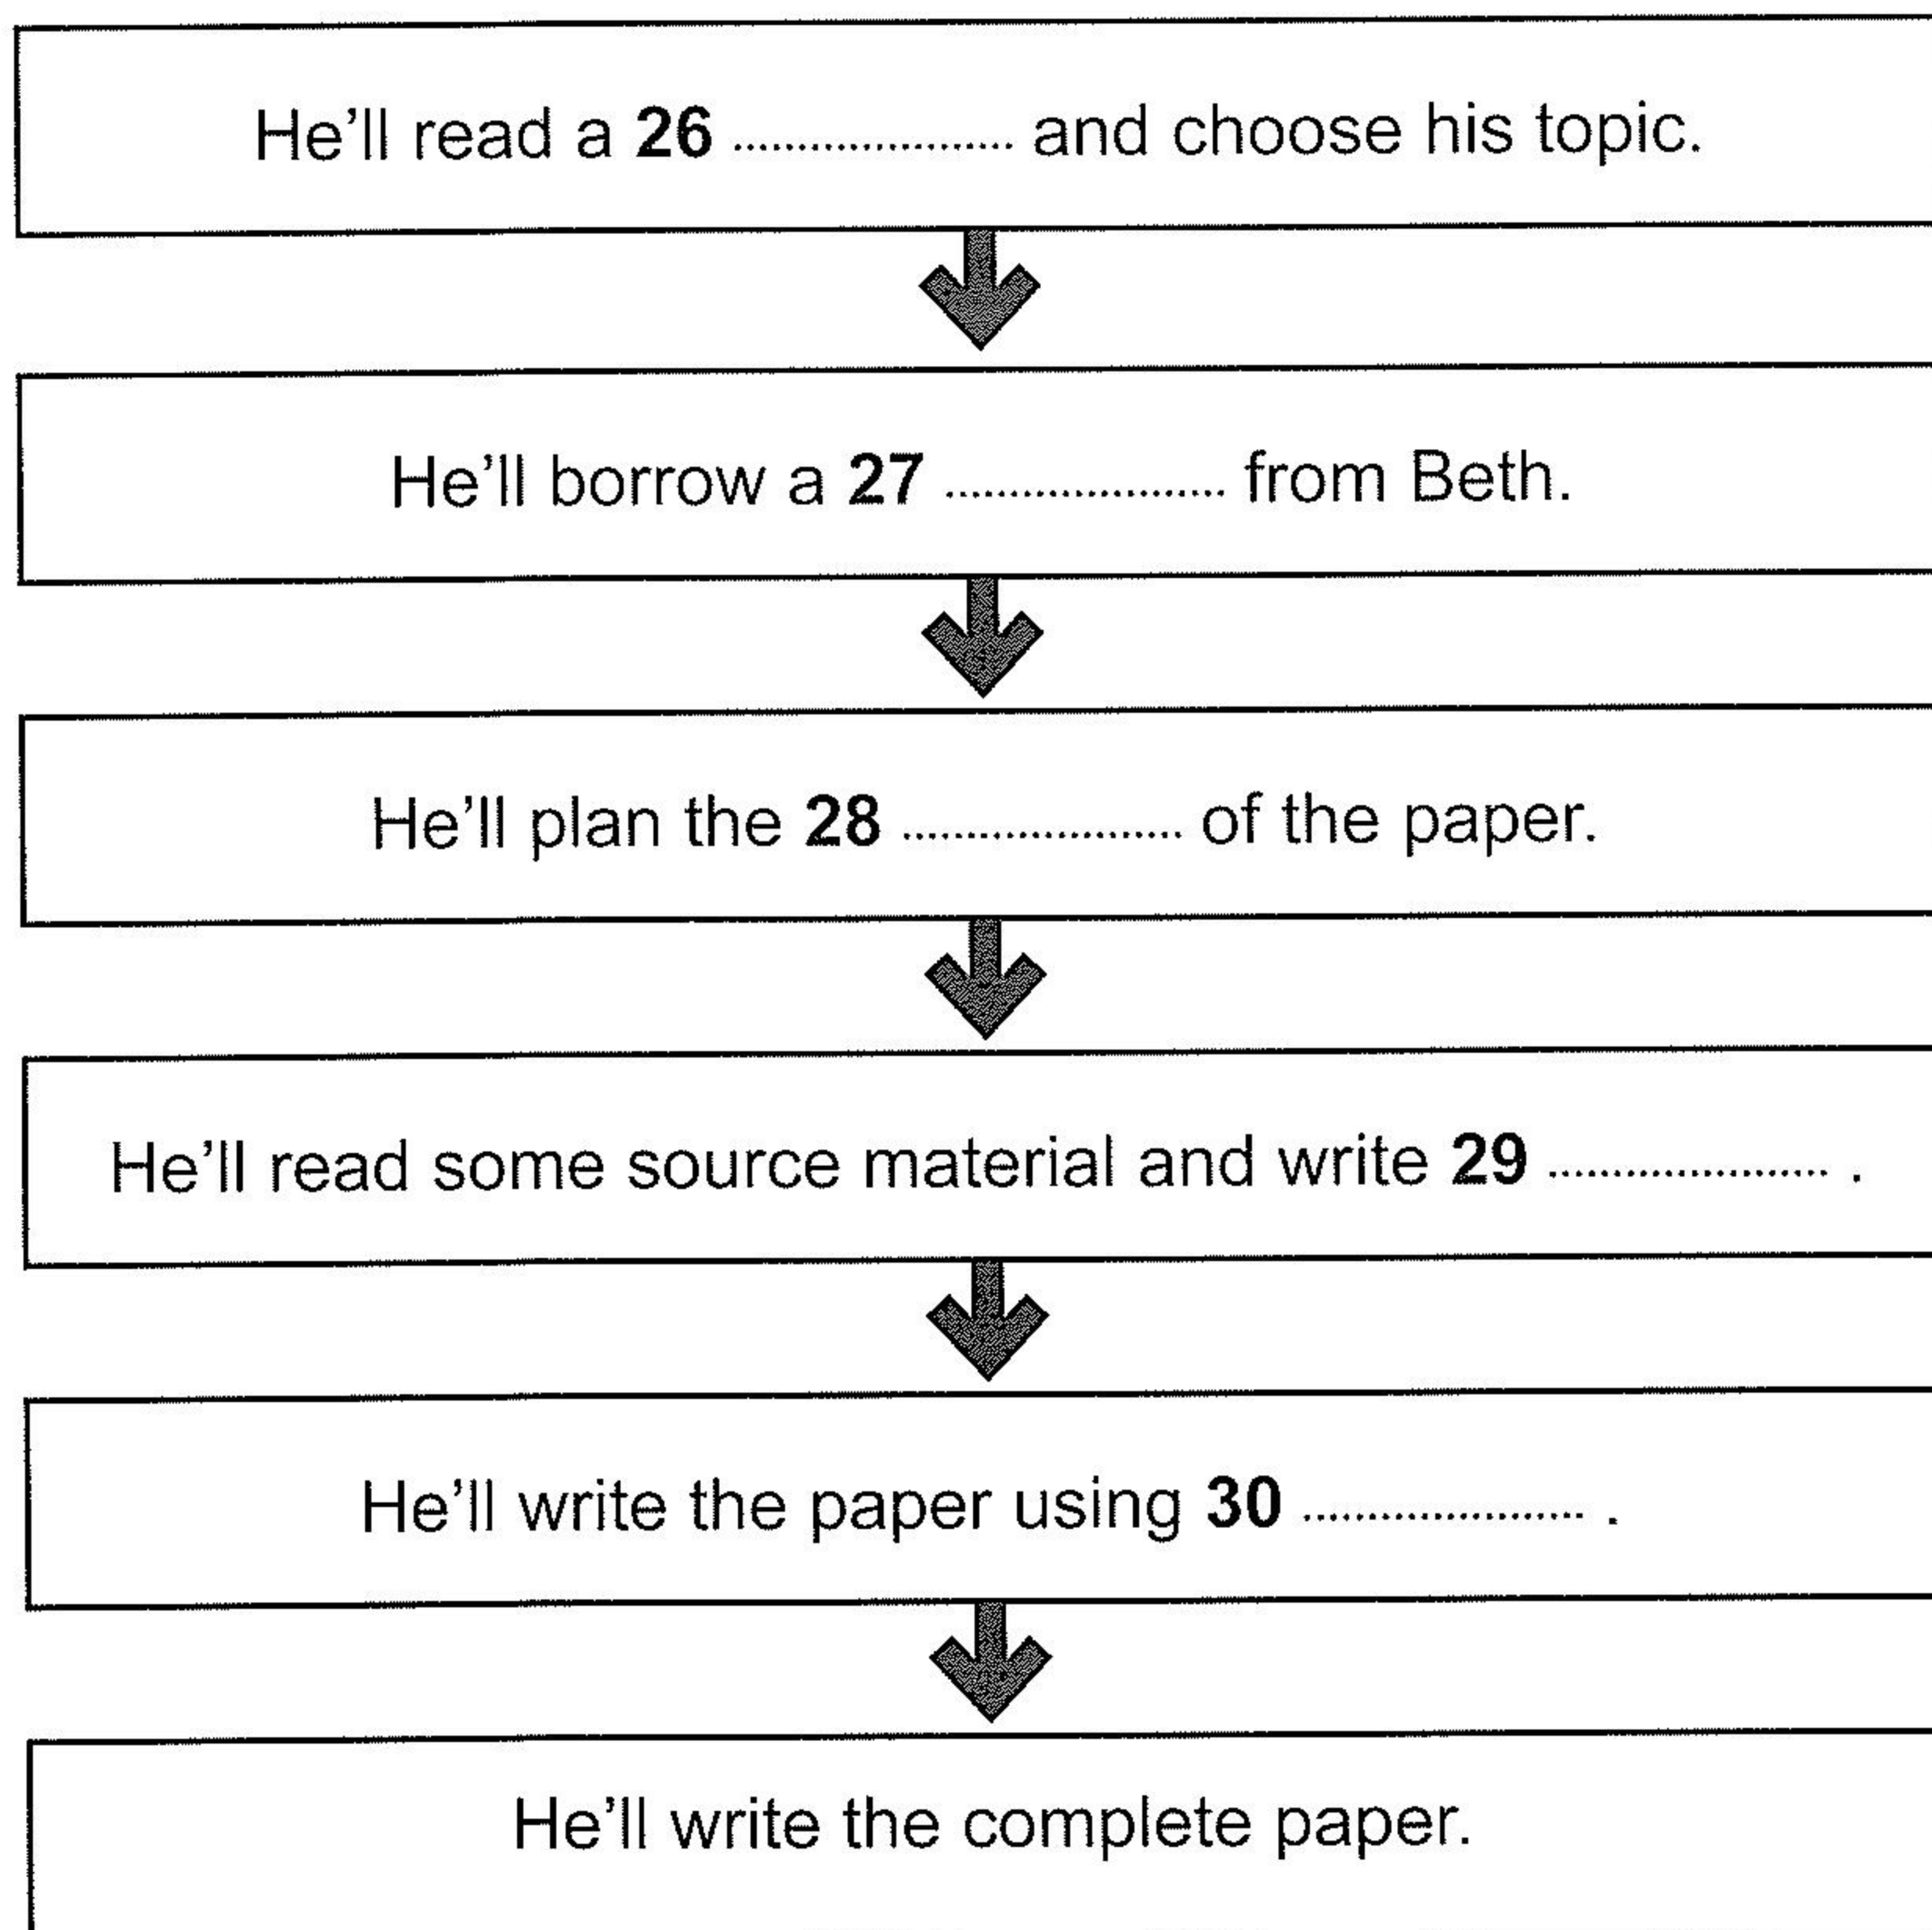 He'll read a 26 ........................ and choose his topic.
He'll borrow a 27 ........................ from Beth.
He'll plan the 28 ........................ of the paper.
He'll read some source material and write 29 ........................ .
He'll write the paper using 30 ........................ .
He'll write the complete paper.